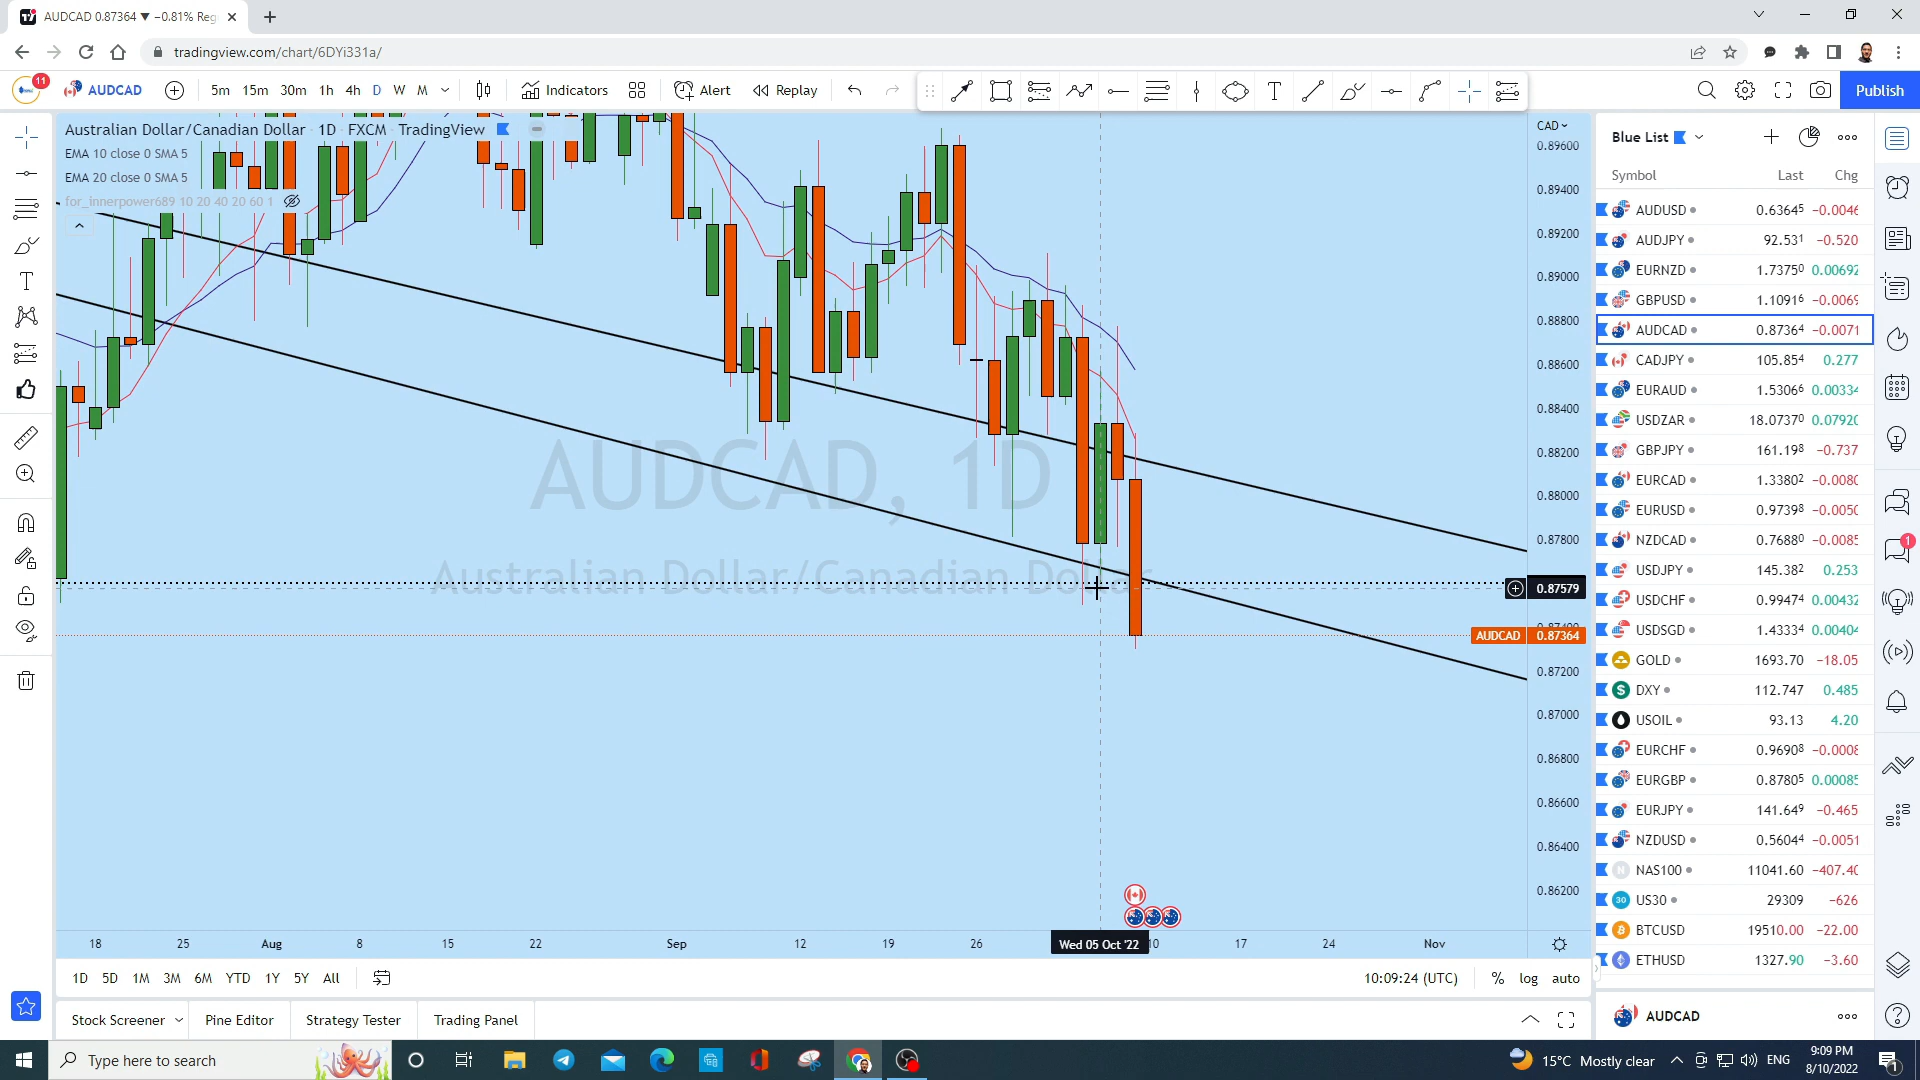 AUDCAD 0.87364 ▼ −0.81% Reg
tradingview.com/chart/6DYi331a/
11
AUDCAD
5m 15m 30m 1h 4h D W M
Indicators
Alert
Replay
Publish
Australian Dollar/Canadian Dollar · 1D · FXCM · TradingView
EMA 10 close 0 SMA 5
EMA 20 close 0 SMA 5
for_innerpower689 10 20 40 20 60 1
AUDCAD, 1D
Australian Dollar/Canadian Dollar
CAD
0.89600
0.89400
0.89200
0.89000
0.88800
0.88600
0.88400
0.88200
0.88000
0.87800
0.87579
0.87400
AUDCAD 0.87364
0.87200
0.87000
0.86800
0.86600
0.86400
0.86200
18 25 Aug 8 15 22 Sep 12 19 26 Wed 05 Oct '22 10 17 24 Nov
1D 5D 1M 3M 6M YTD 1Y 5Y All
10:09:24 (UTC) % log auto
Stock Screener Pine Editor Strategy Tester Trading Panel
Blue List
Symbol Last Chg
AUDUSD 0.63645 −0.0046
AUDJPY 92.531 −0.520
EURNZD 1.73750 0.00692
GBPUSD 1.10916 −0.0069
AUDCAD 0.87364 −0.0071
CADJPY 105.854 0.277
EURAUD 1.53066 0.00334
USDZAR 18.07370 0.07920
GBPJPY 161.198 −0.737
EURCAD 1.33802 −0.0080
EURUSD 0.97398 −0.0050
NZDCAD 0.76880 −0.0085
USDJPY 145.382 0.253
USDCHF 0.99474 0.00432
USDSGD 1.43334 0.00404
GOLD 1693.70 −18.05
DXY 112.747 0.485
USOIL 93.13 4.20
EURCHF 0.96908 −0.0008
EURGBP 0.87805 0.00085
EURJPY 141.649 −0.465
NZDUSD 0.56044 −0.0051
NAS100 11041.60 −407.40
US30 29309 −626
BTCUSD 19510.00 −22.00
ETHUSD 1327.90 −3.60
AUDCAD
1
Type here to search
15°C Mostly clear
ENG
9:09 PM
8/10/2022
1